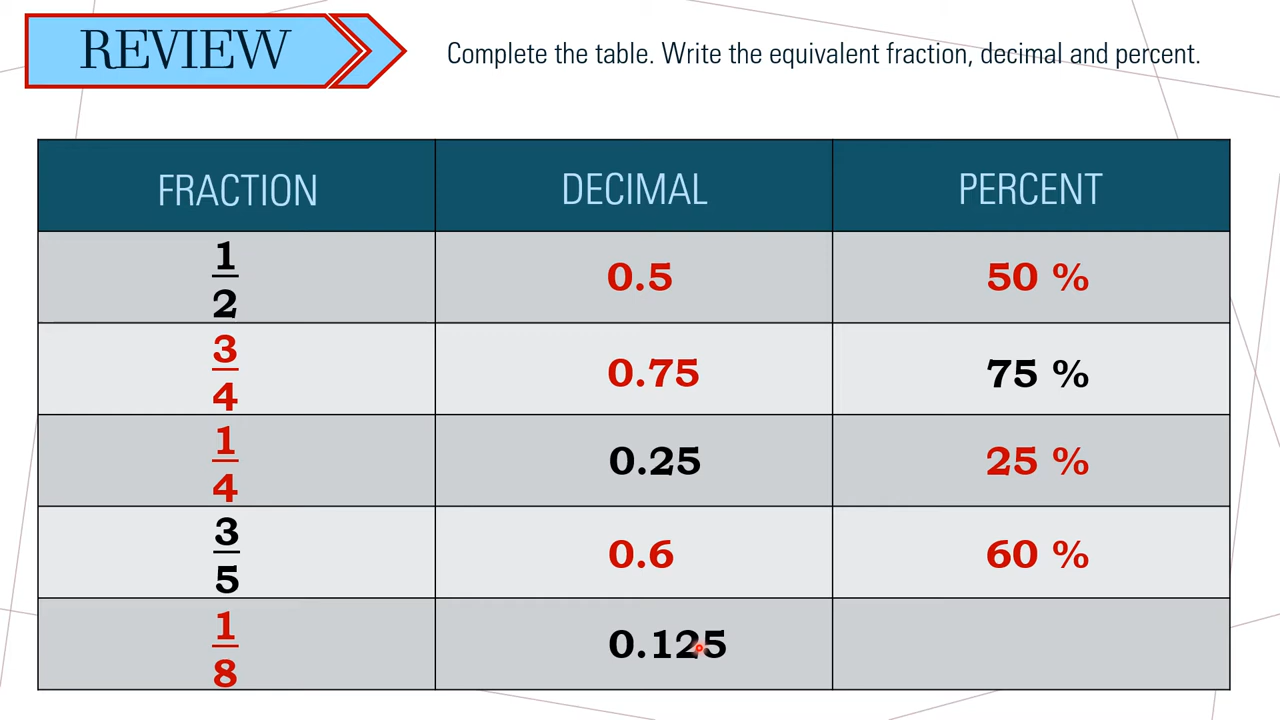 REVIEW
Complete the table. Write the equivalent fraction, decimal and percent.
FRACTION DECIMAL PERCENT
1/2 0.5 50 %
3/4 0.75 75 %
1/4 0.25 25 %
3/5 0.6 60 %
1/8 0.125